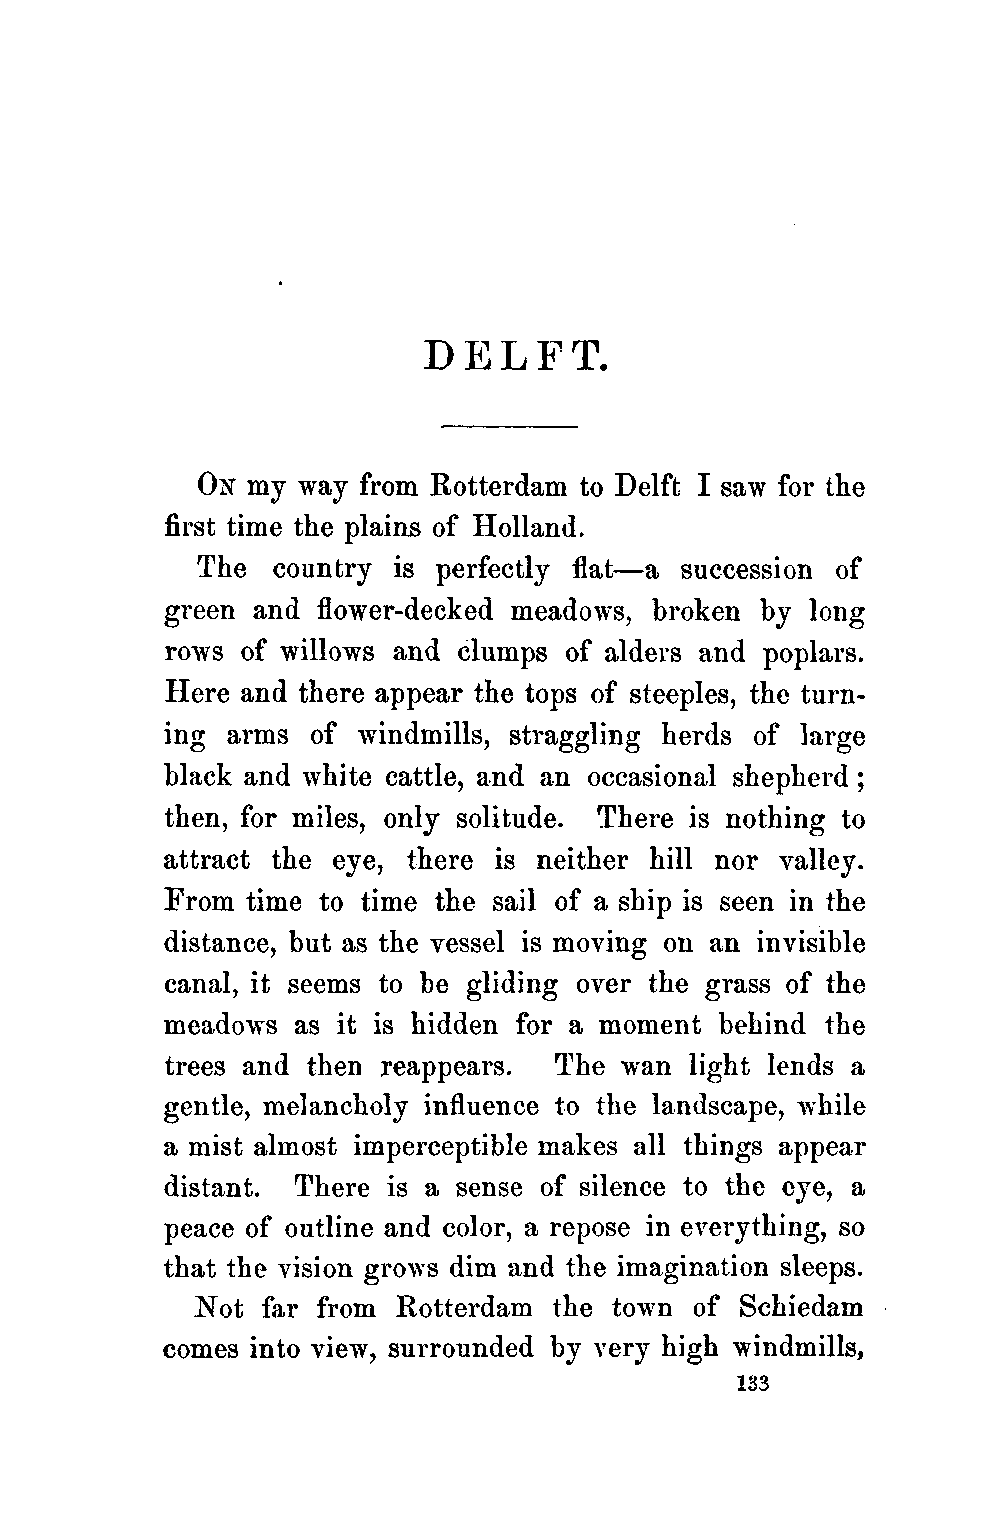 DELFT.
ON my way from Rotterdam to Delft I saw for the
first time the plains of Holland.
The country is perfectly flat—a succession of
green and flower-decked meadows, broken by long
rows of willows and clumps of alders and poplars.
Here and there appear the tops of steeples, the turn-
ing arms of windmills, straggling herds of large
black and white cattle, and an occasional shepherd;
then, for miles, only solitude. There is nothing to
attract the eye, there is neither hill nor valley.
From time to time the sail of a ship is seen in the
distance, but as the vessel is moving on an invisible
canal, it seems to be gliding over the grass of the
meadows as it is hidden for a moment behind the
trees and then reappears. The wan light lends a
gentle, melancholy influence to the landscape, while
a mist almost imperceptible makes all things appear
distant. There is a sense of silence to the eye, a
peace of outline and color, a repose in everything, so
that the vision grows dim and the imagination sleeps.
Not far from Rotterdam the town of Schiedam
comes into view, surrounded by very high windmills,
133